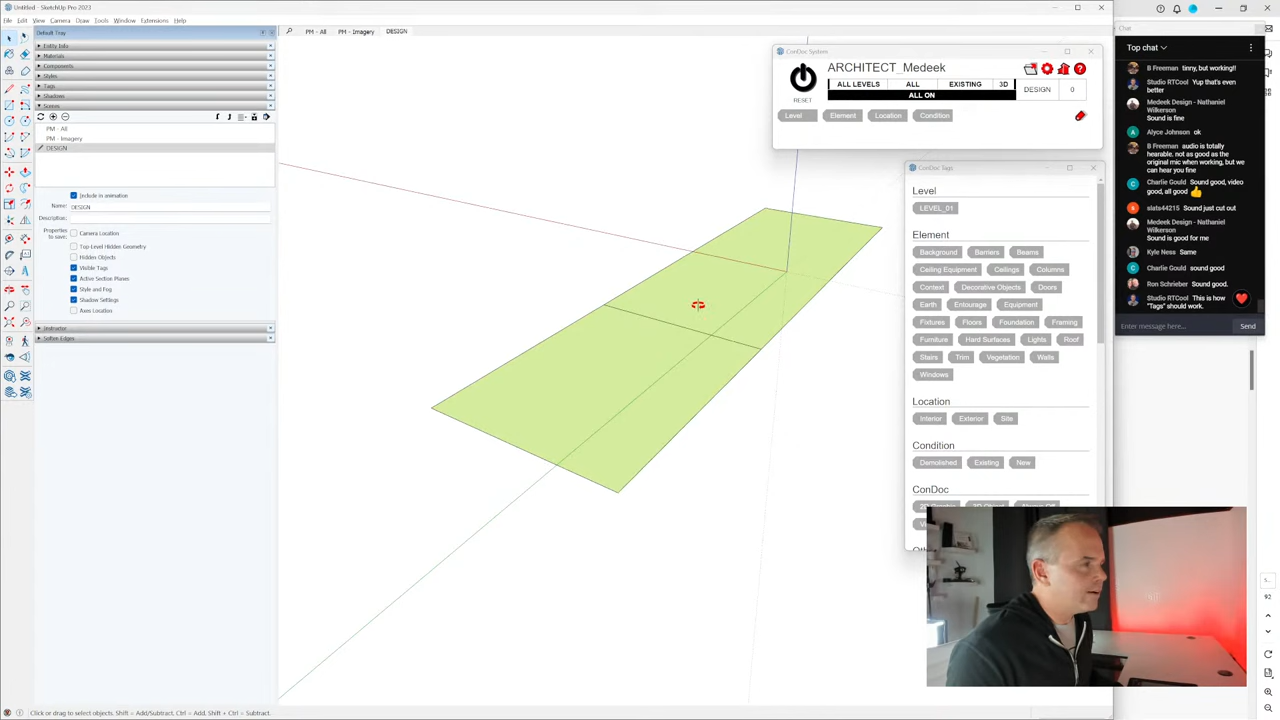 Untitled - SketchUp Pro 2023
File Edit View Camera Draw Tools Window Extensions Help
Default Tray
Entity Info
Materials
Components
Styles
Tags
Shadows
Scenes
PM - All
PM - Imagery
DESIGN
Include in animation
Name: DESIGN
Description:
Properties to save:
Camera Location
Hidden Objects
Visible Tags
Active Section Planes
Style and Fog
Shadow Settings
Axes Location
Instructor
Soften Edges
PM - All PM - Imagery DESIGN
ConDoc System
ARCHITECT_Medeek
RESET
ALL LEVELS ALL EXISTING 3D
ALL ON
DESIGN 0
Level Element Location Condition
ConDoc Tags
Level
LEVEL_01
Element
Background Barriers Beams
Ceiling Equipment Ceilings Columns
Context Decorative Objects Doors
Earth Entourage Equipment
Fixtures Floors Foundation Framing
Furniture Hard Surfaces Lights Roof
Stairs Trim Vegetation Walls
Windows
Location
Interior Exterior Site
Condition
Demolished Existing New
ConDoc
Chat
Top chat
B Freeman tinny, but working!!
Studio RTCool Yup that's even
better
Medeek Design - Nathaniel
Wilkerson
Sound is fine
Alyce Johnson ok
B Freeman audio is totally
hearable. not as good as the
original mic when working, but we
can hear you fine
Charlie Gould Sound good, video
good, all good 👍
slats44215 Sound just cut out
Medeek Design - Nathaniel
Wilkerson
Sound is good for me
Kyle Ness Same
Charlie Gould sound good
Ron Schrieber Sound good.
Studio RTCool This is how
"Tags" should work.
Enter message here... Send
92
Click or drag to select objects. Shift = Add/Subtract. Ctrl = Add. Shift + Ctrl = Subtract.